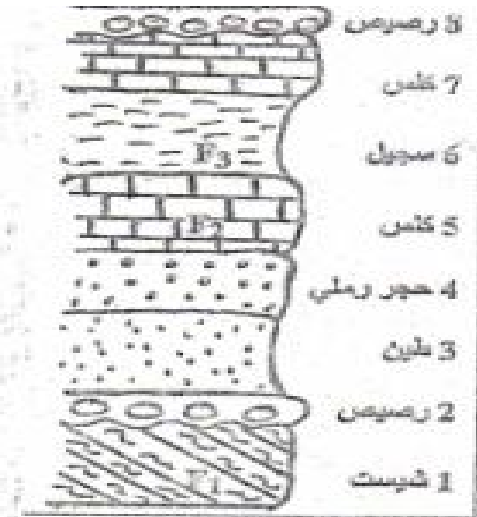 8 رصيص
7 كلس
6 سجيل
F3
5 كلس
F2
4 حجر رملي
3 طين
2 رصيص
1 شيست
F1